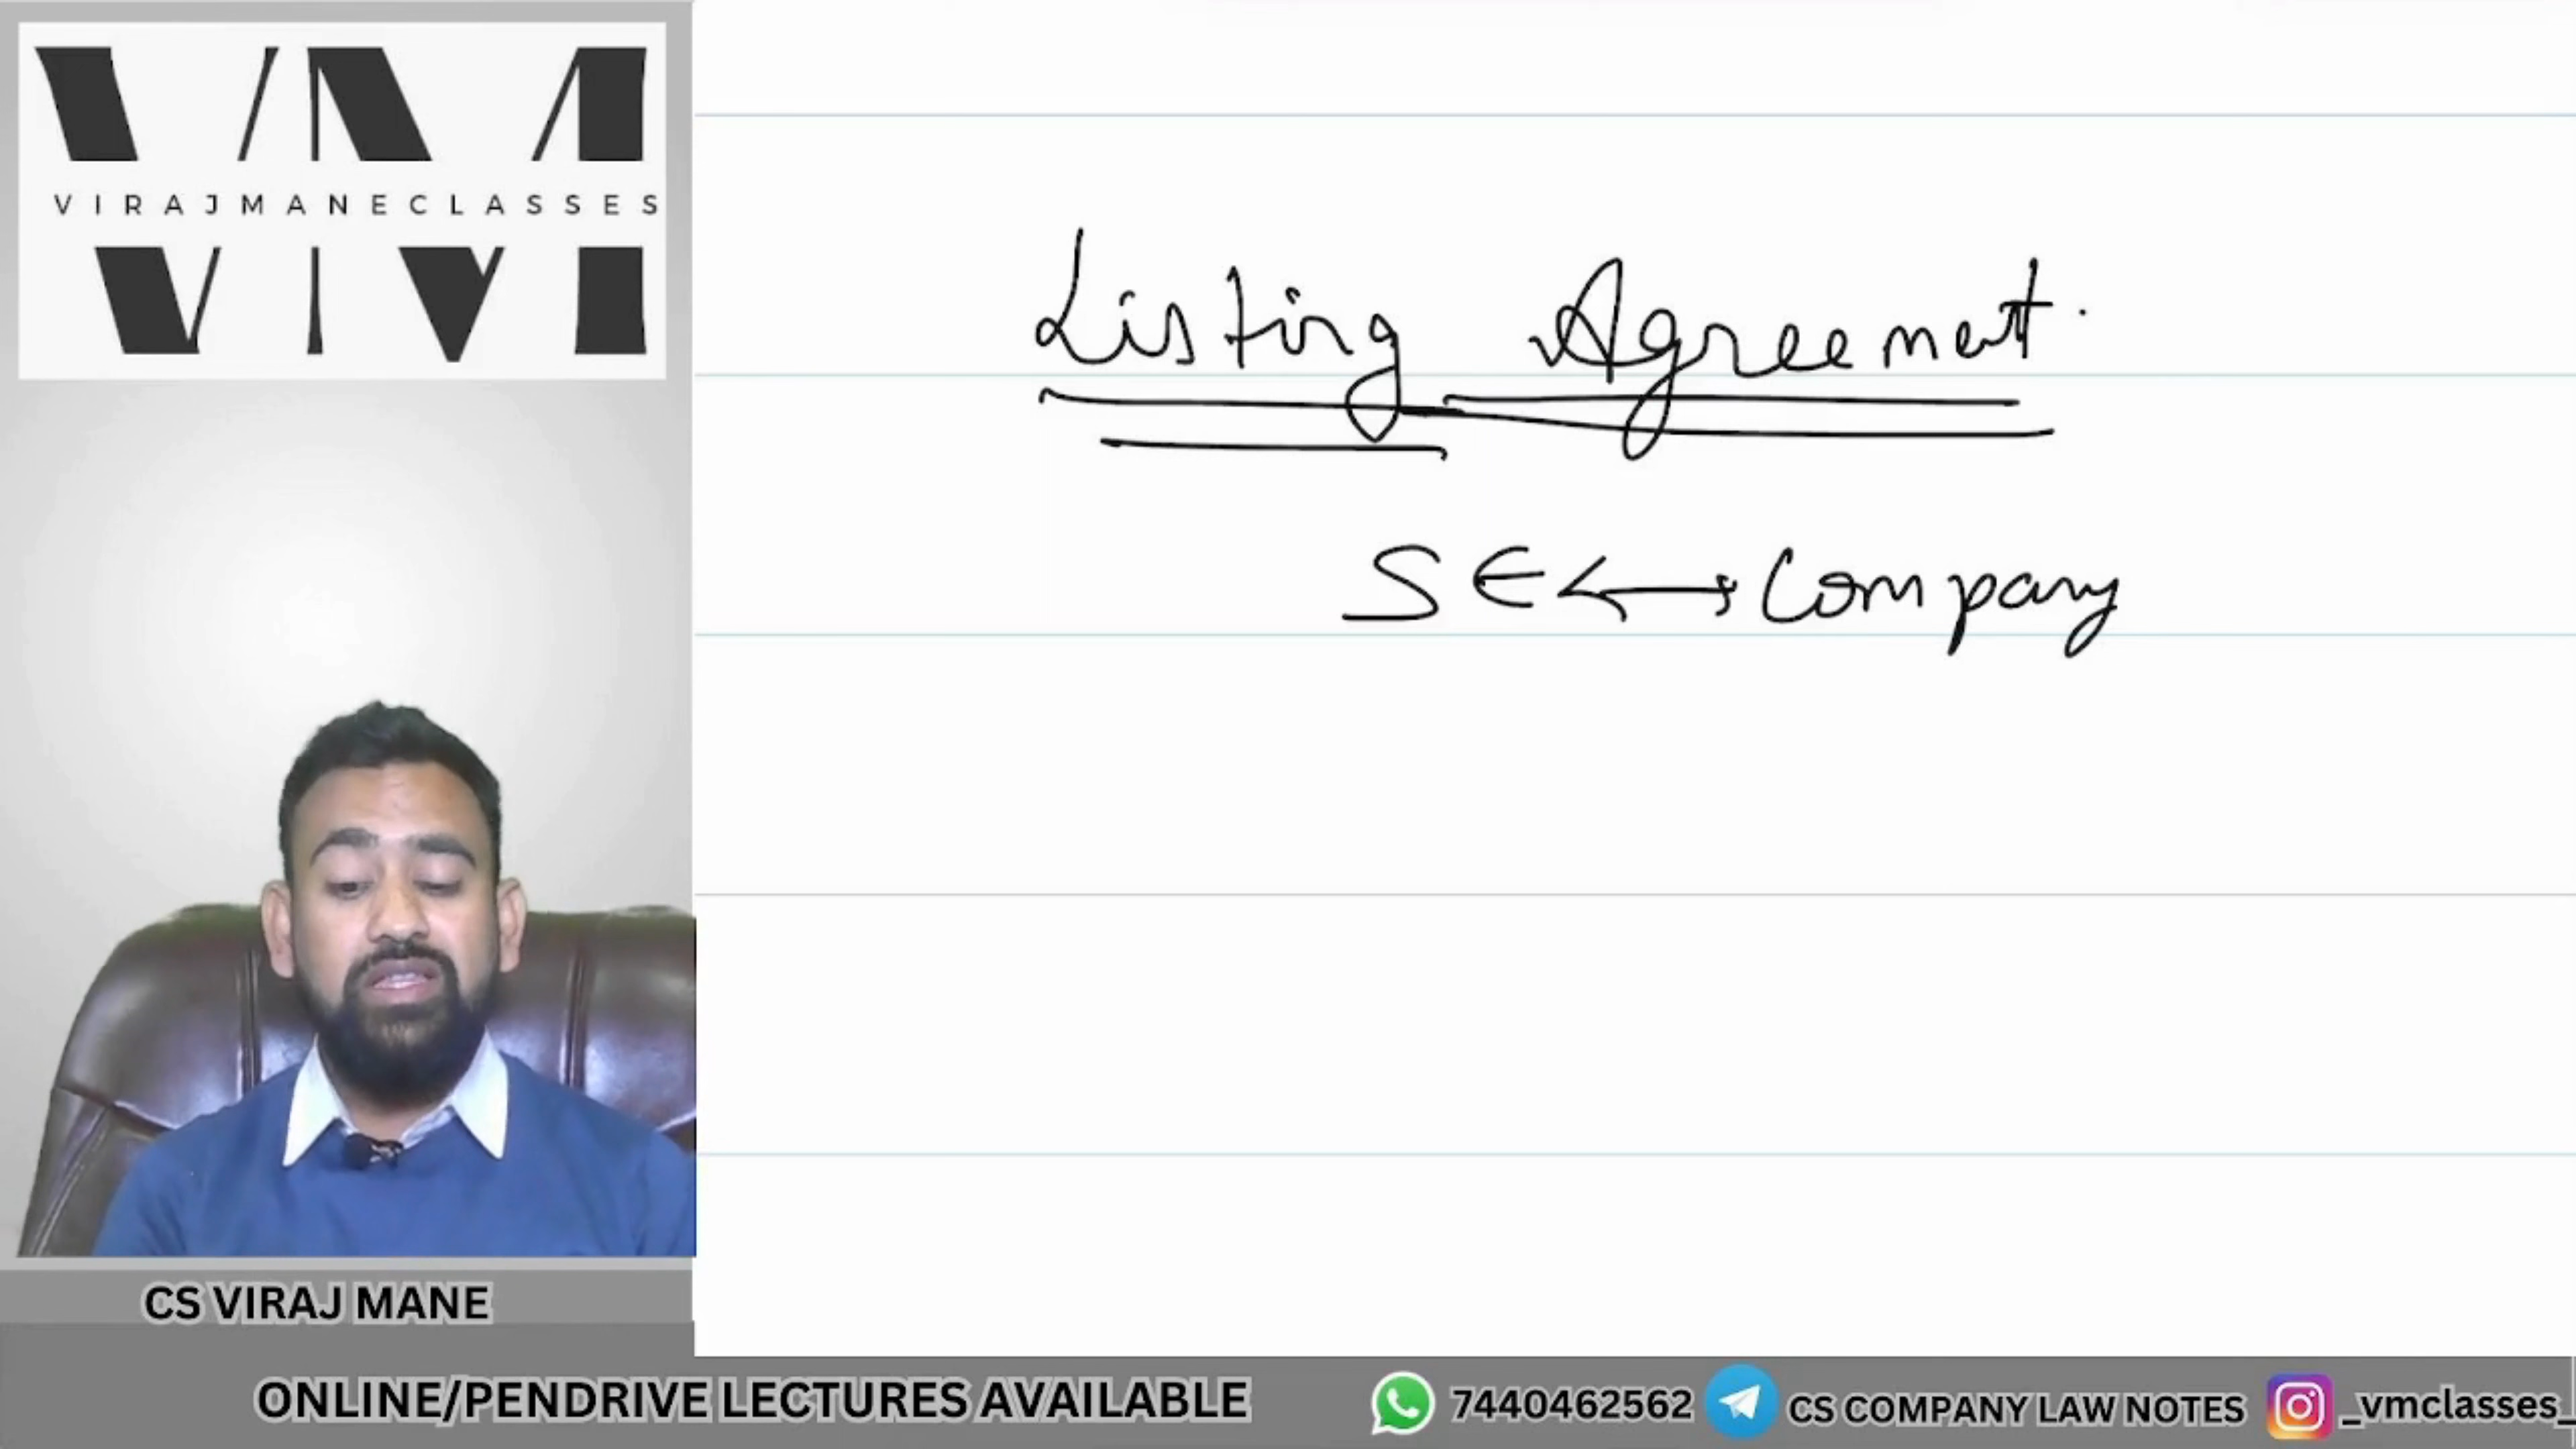 VIRAJMANECLASSES
Listing Agreement.
SE ↔ Company
CS VIRAJ MANE
ONLINE/PENDRIVE LECTURES AVAILABLE
7440462562
CS COMPANY LAW NOTES
_vmclasses_